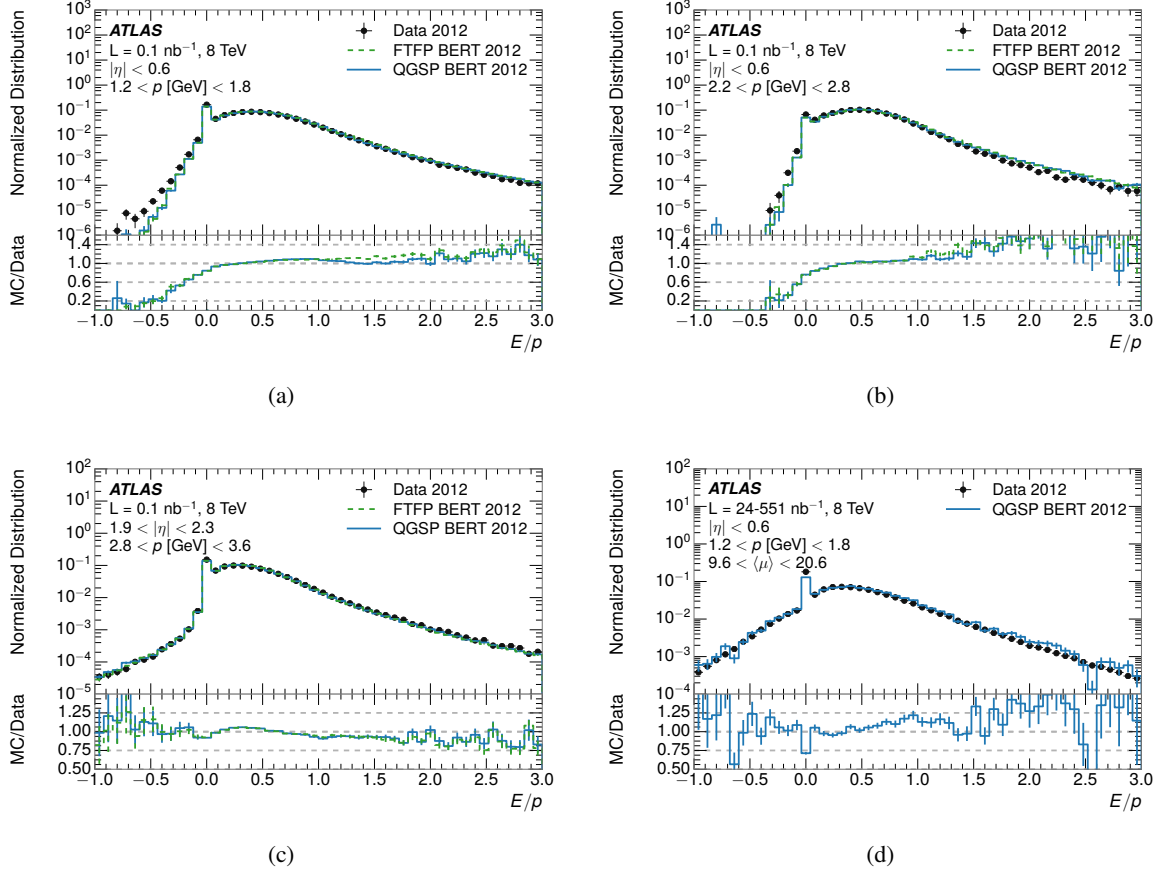 Normalized Distribution
10³
10²
10¹
10⁰
10⁻¹
10⁻²
10⁻³
10⁻⁴
10⁻⁵
10⁻⁶
ATLAS
L = 0.1 nb⁻¹, 8 TeV
|η| < 0.6
1.2 < p [GeV] < 1.8
Data 2012
FTFP BERT 2012
QGSP BERT 2012
MC/Data
1.4
1.0
0.6
0.2
−1.0 −0.5 0.0 0.5 1.0 1.5 2.0 2.5 3.0
E/p
(a)
Normalized Distribution
10³
10²
10¹
10⁰
10⁻¹
10⁻²
10⁻³
10⁻⁴
10⁻⁵
10⁻⁶
ATLAS
L = 0.1 nb⁻¹, 8 TeV
|η| < 0.6
2.2 < p [GeV] < 2.8
Data 2012
FTFP BERT 2012
QGSP BERT 2012
MC/Data
1.4
1.0
0.6
0.2
−1.0 −0.5 0.0 0.5 1.0 1.5 2.0 2.5 3.0
E/p
(b)
Normalized Distribution
10²
10¹
10⁰
10⁻¹
10⁻²
10⁻³
10⁻⁴
10⁻⁵
ATLAS
L = 0.1 nb⁻¹, 8 TeV
1.9 < |η| < 2.3
2.8 < p [GeV] < 3.6
Data 2012
FTFP BERT 2012
QGSP BERT 2012
MC/Data
1.25
1.00
0.75
0.50
−1.0 −0.5 0.0 0.5 1.0 1.5 2.0 2.5 3.0
E/p
(c)
Normalized Distribution
10²
10¹
10⁰
10⁻¹
10⁻²
10⁻³
10⁻⁴
ATLAS
L = 24-551 nb⁻¹, 8 TeV
|η| < 0.6
1.2 < p [GeV] < 1.8
9.6 < ⟨μ⟩ < 20.6
Data 2012
QGSP BERT 2012
MC/Data
1.25
1.00
0.75
0.50
−1.0 −0.5 0.0 0.5 1.0 1.5 2.0 2.5 3.0
E/p
(d)